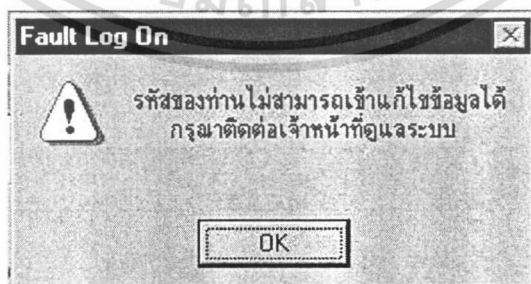 Fault Log On
รหัสของท่านไม่สามารถเข้าแก้ไขข้อมูลได้
กรุณาติดต่อเจ้าหน้าที่ดูแลระบบ
OK